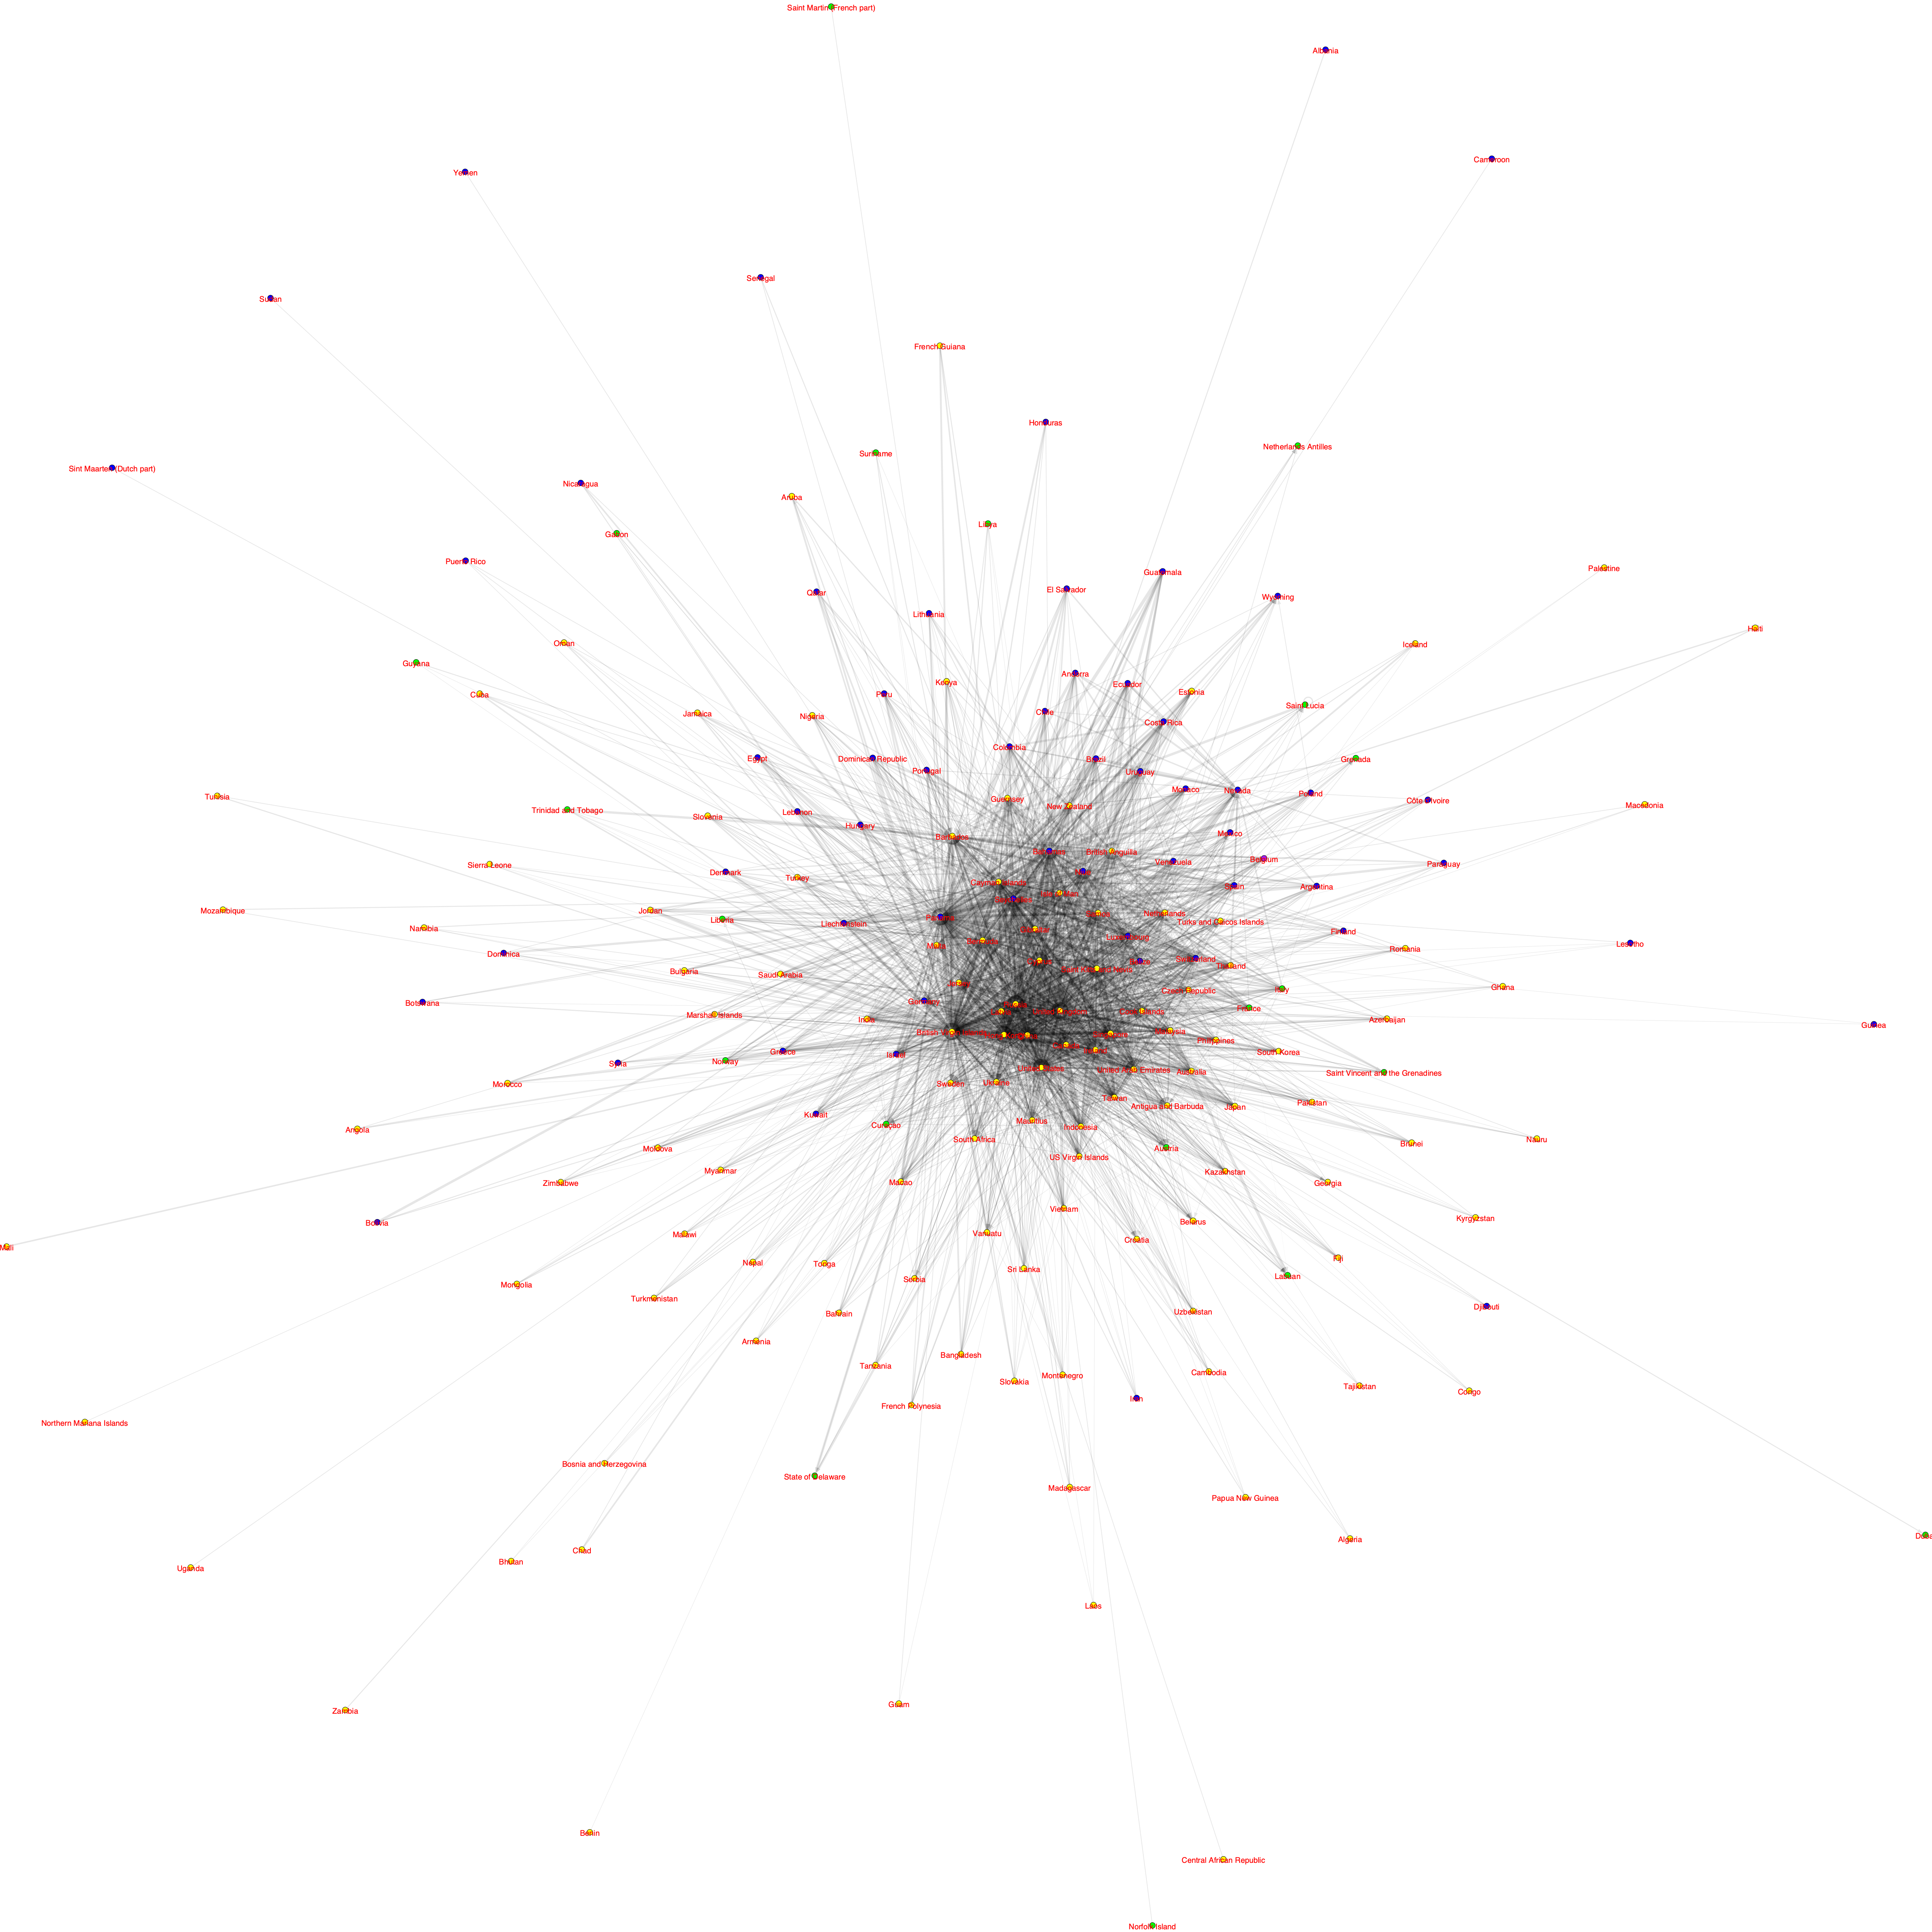 Saint Martin (French part)
Albania
Cameroon
Yemen
Senegal
Sudan
French Guiana
Honduras
Netherlands Antilles
Suriname
Sint Maarten (Dutch part)
Nicaragua
Aruba
Libya
Gabon
Puerto Rico
Palestine
Guatemala
El Salvador
Qatar
Wyoming
Lithuania
Haiti
Oman
Iceland
Guyana
Andorra
Kenya
Ecuador
Cuba
Peru
Estonia
Saint Lucia
Jamaica
Nigeria
Chile
Costa Rica
Colombia
Egypt
Dominican Republic
Brazil
Grenada
Portugal
Uruguay
Monaco
Nevada
Poland
Tunisia
Guernsey
Côte d'Ivoire
Macedonia
New Zealand
Trinidad and Tobago
Lebanon
Slovenia
Hungary
Mexico
Barbados
British Anguilla
Belgium
Venezuela
Paraguay
Sierra Leone
Denmark
Turkey
Cayman Islands
Spain
Argentina
Mozambique
Jordan
Liberia
Liechtenstein
Panama
Netherlands
Turks and Caicos Islands
Namibia
Finland
Luxembourg
Malta
Lesotho
Romania
Dominica
Switzerland
Thailand
Bulgaria
Saudi Arabia
Jersey
Czech Republic
Italy
Ghana
Botswana
Germany
France
Marshall Islands
India
Azerbaijan
Guinea
Malaysia
Philippines
Greece
Israel
South Korea
Syria
Norway
United States
United Arab Emirates
Australia
Saint Vincent and the Grenadines
Morocco
Sweden
Ukraine
Taiwan
Pakistan
Antigua and Barbuda
Japan
Kuwait
Mauritius
Curaçao
Indonesia
Angola
South Africa
Brunei
Nauru
Moldova
Austria
US Virgin Islands
Myanmar
Kazakhstan
Zimbabwe
Macao
Georgia
Vietnam
Kyrgyzstan
Bolivia
Belarus
Malawi
Vanuatu
Croatia
Mali
Fiji
Nepal
Tonga
Sri Lanka
Serbia
Labuan
Mongolia
Turkmenistan
Djibouti
Bahrain
Uzbekistan
Armenia
Bangladesh
Tanzania
Cambodia
Montenegro
Slovakia
Tajikistan
Congo
Iran
French Polynesia
Northern Mariana Islands
Bosnia and Herzegovina
State of Delaware
Madagascar
Papua New Guinea
Algeria
Chad
Bhutan
Uganda
Laos
Guam
Zambia
Benin
Central African Republic
Norfolk Island